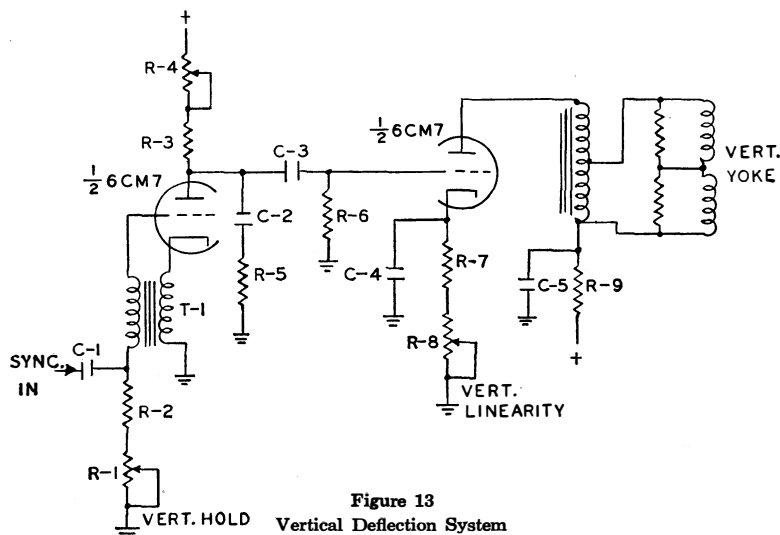 +
R-4
R-3
1/2 6CM7
C-3
1/2 6CM7
VERT.
YOKE
C-2
R-6
R-5
C-4
R-7
C-5
R-9
T-1
R-8
+
C-1
SYNC.
IN
R-2
VERT.
LINEARITY
R-1
VERT. HOLD
Figure 13
Vertical Deflection System